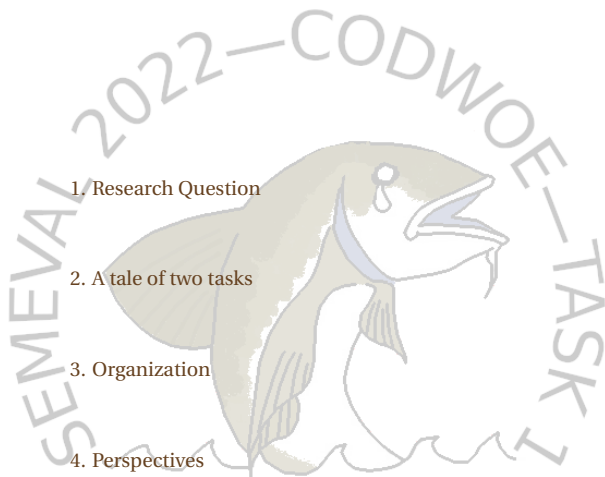 SEMEVAL 2022—CODWOE—TASK 1
1. Research Question
2. A tale of two tasks
3. Organization
4. Perspectives